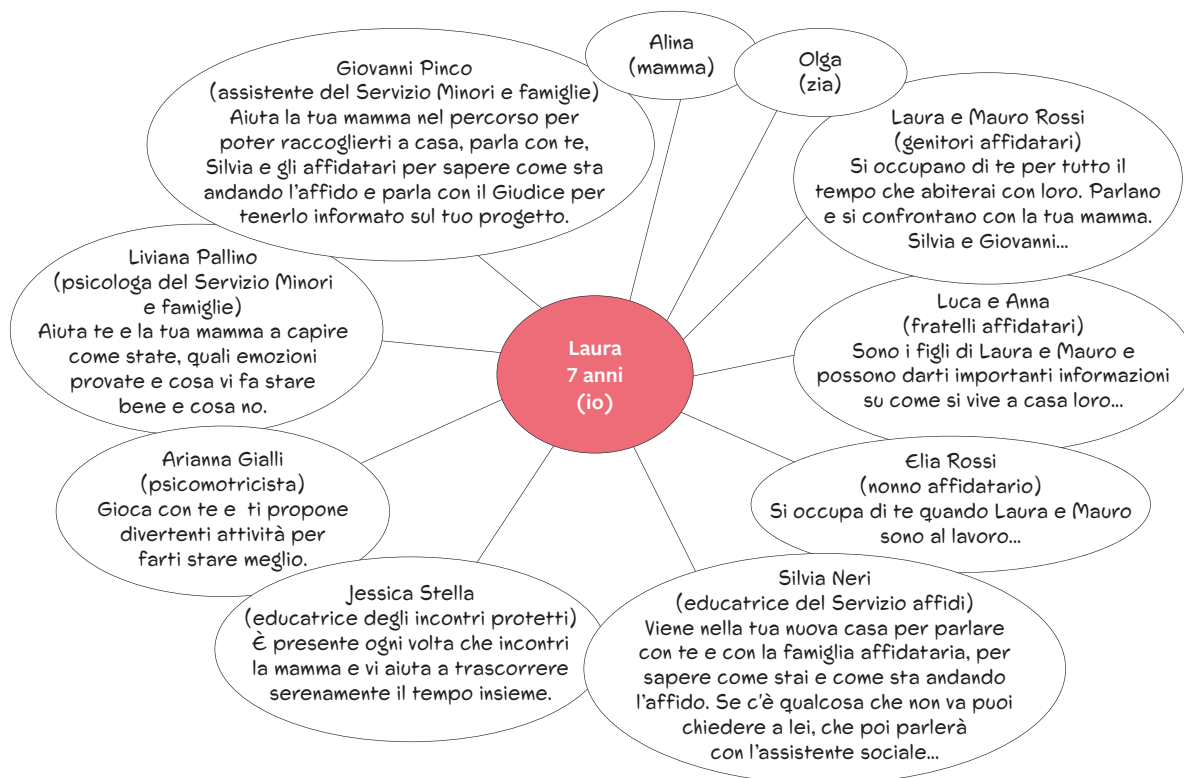 Alina
(mamma)
Olga
(zia)
Giovanni Pinco
(assistente del Servizio Minori e famiglie)
Aiuta la tua mamma nel percorso per
poter raccoglierti a casa, parla con te,
Silvia e gli affidatari per sapere come sta
andando l'affido e parla con il Giudice per
tenerlo informato sul tuo progetto.
Laura e Mauro Rossi
(genitori affidatari)
Si occupano di te per tutto il
tempo che abiterai con loro. Parlano
e si confrontano con la tua mamma.
Silvia e Giovanni...
Liviana Pallino
(psicologa del Servizio Minori
e famiglie)
Aiuta te e la tua mamma a capire
come state, quali emozioni
provate e cosa vi fa stare
bene e cosa no.
Luca e Anna
(fratelli affidatari)
Sono i figli di Laura e Mauro e
possono darti importanti informazioni
su come si vive a casa loro...
Laura
7 anni
(io)
Arianna Gialli
(psicomotricista)
Gioca con te e ti propone
divertenti attività per
farti stare meglio.
Elia Rossi
(nonno affidatario)
Si occupa di te quando Laura e Mauro
sono al lavoro...
Jessica Stella
(educatrice degli incontri protetti)
È presente ogni volta che incontri
la mamma e vi aiuta a trascorrere
serenamente il tempo insieme.
Silvia Neri
(educatrice del Servizio affidi)
Viene nella tua nuova casa per parlare
con te e con la famiglia affidataria, per
sapere come stai e come sta andando
l'affido. Se c'è qualcosa che non va puoi
chiedere a lei, che poi parlerà
con l'assistente sociale...